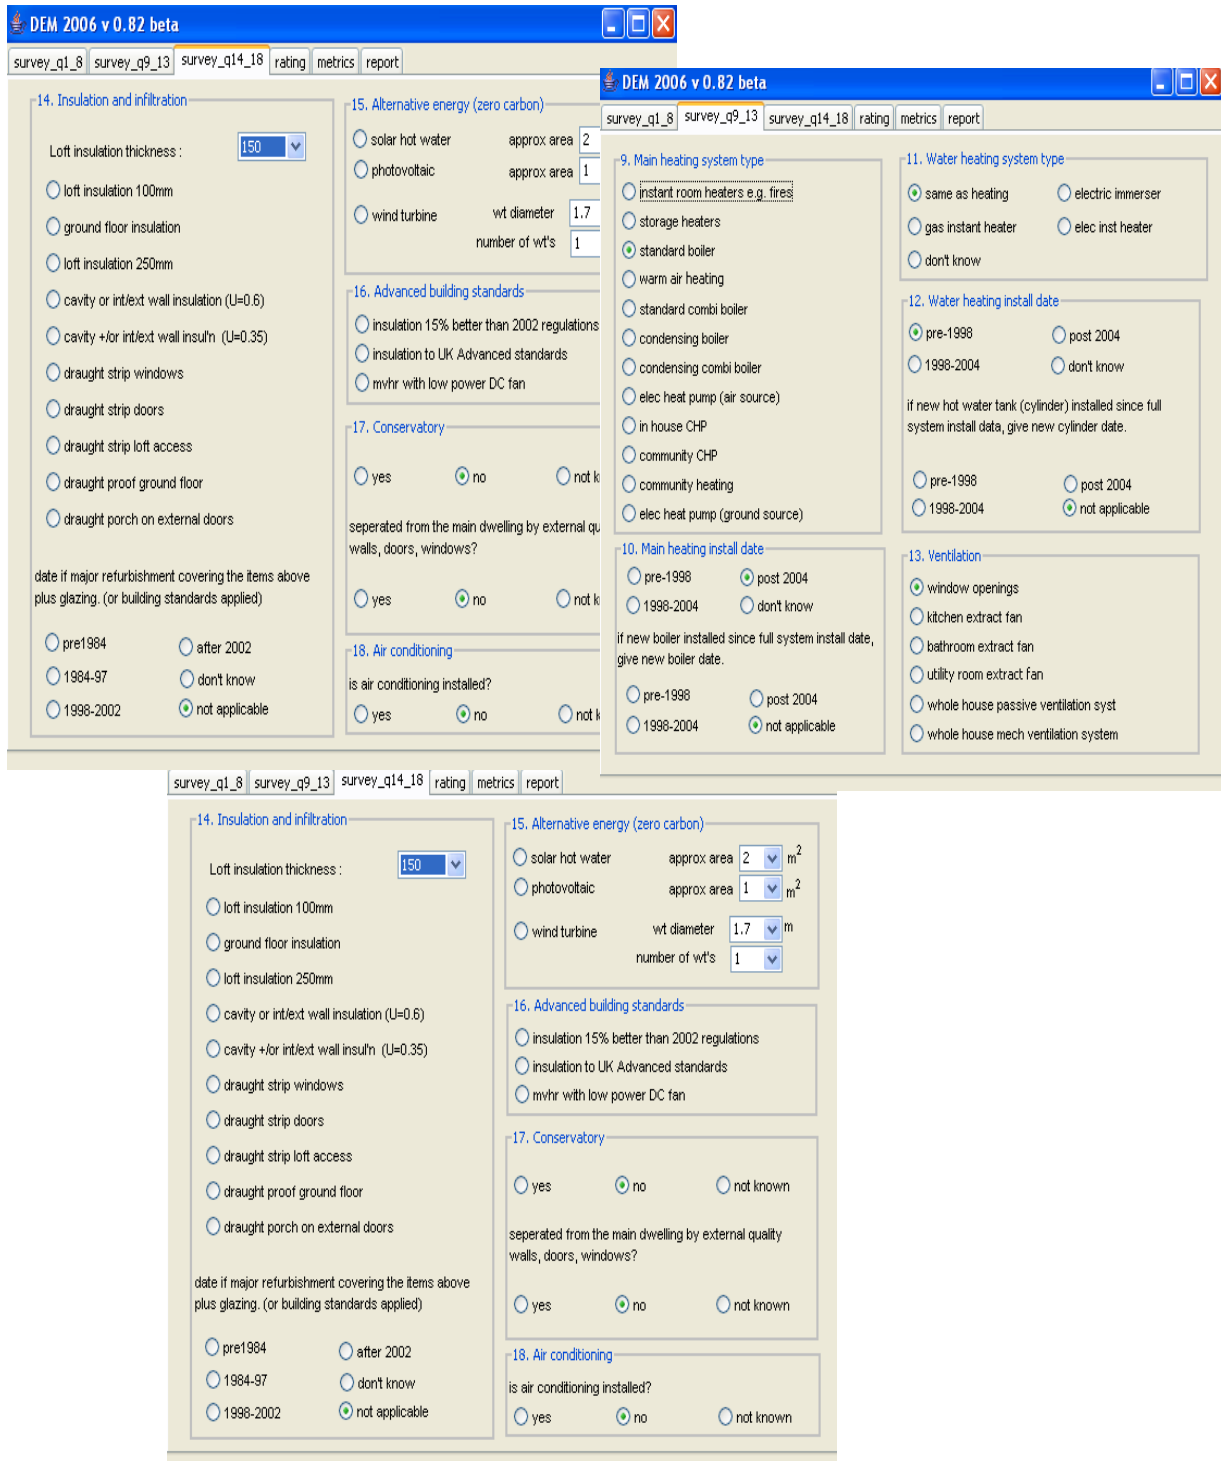 DEM 2006 v 0.82 beta
survey_q1_8 survey_q9_13 survey_q14_18 rating metrics report
14. Insulation and infiltration
Loft insulation thickness : 150
loft insulation 100mm
ground floor insulation
loft insulation 250mm
cavity or int/ext wall insulation (U=0.6)
cavity +/or int/ext wall insul'n (U=0.35)
draught strip windows
draught strip doors
draught strip loft access
draught proof ground floor
draught porch on external doors
date if major refurbishment covering the items above
plus glazing. (or building standards applied)
pre1984 after 2002
1984-97 don't know
1998-2002 not applicable
15. Alternative energy (zero carbon)
solar hot water approx area 2
photovoltaic approx area 1
wind turbine wt diameter 1.7
number of wt's 1
16. Advanced building standards
insulation 15% better than 2002 regulations
insulation to UK Advanced standards
mvhr with low power DC fan
17. Conservatory
yes no not k
seperated from the main dwelling by external qu
walls, doors, windows?
yes no not k
18. Air conditioning
is air conditioning installed?
yes no not k
DEM 2006 v 0.82 beta
survey_q1_8 survey_q9_13 survey_q14_18 rating metrics report
9. Main heating system type
instant room heaters e.g. fires
storage heaters
standard boiler
warm air heating
standard combi boiler
condensing boiler
condensing combi boiler
elec heat pump (air source)
in house CHP
community CHP
community heating
elec heat pump (ground source)
10. Main heating install date
pre-1998 post 2004
1998-2004 don't know
if new boiler installed since full system install date,
give new boiler date.
pre-1998 post 2004
1998-2004 not applicable
11. Water heating system type
same as heating electric immerser
gas instant heater elec inst heater
don't know
12. Water heating install date
pre-1998 post 2004
1998-2004 don't know
if new hot water tank (cylinder) installed since full
system install data, give new cylinder date.
pre-1998 post 2004
1998-2004 not applicable
13. Ventilation
window openings
kitchen extract fan
bathroom extract fan
utility room extract fan
whole house passive ventilation syst
whole house mech ventilation system
survey_q1_8 survey_q9_13 survey_q14_18 rating metrics report
14. Insulation and infiltration
Loft insulation thickness : 150
loft insulation 100mm
ground floor insulation
loft insulation 250mm
cavity or int/ext wall insulation (U=0.6)
cavity +/or int/ext wall insul'n (U=0.35)
draught strip windows
draught strip doors
draught strip loft access
draught proof ground floor
draught porch on external doors
date if major refurbishment covering the items above
plus glazing. (or building standards applied)
pre1984 after 2002
1984-97 don't know
1998-2002 not applicable
15. Alternative energy (zero carbon)
solar hot water approx area 2 m²
photovoltaic approx area 1 m²
wind turbine wt diameter 1.7 m
number of wt's 1
16. Advanced building standards
insulation 15% better than 2002 regulations
insulation to UK Advanced standards
mvhr with low power DC fan
17. Conservatory
yes no not known
seperated from the main dwelling by external quality
walls, doors, windows?
yes no not known
18. Air conditioning
is air conditioning installed?
yes no not known